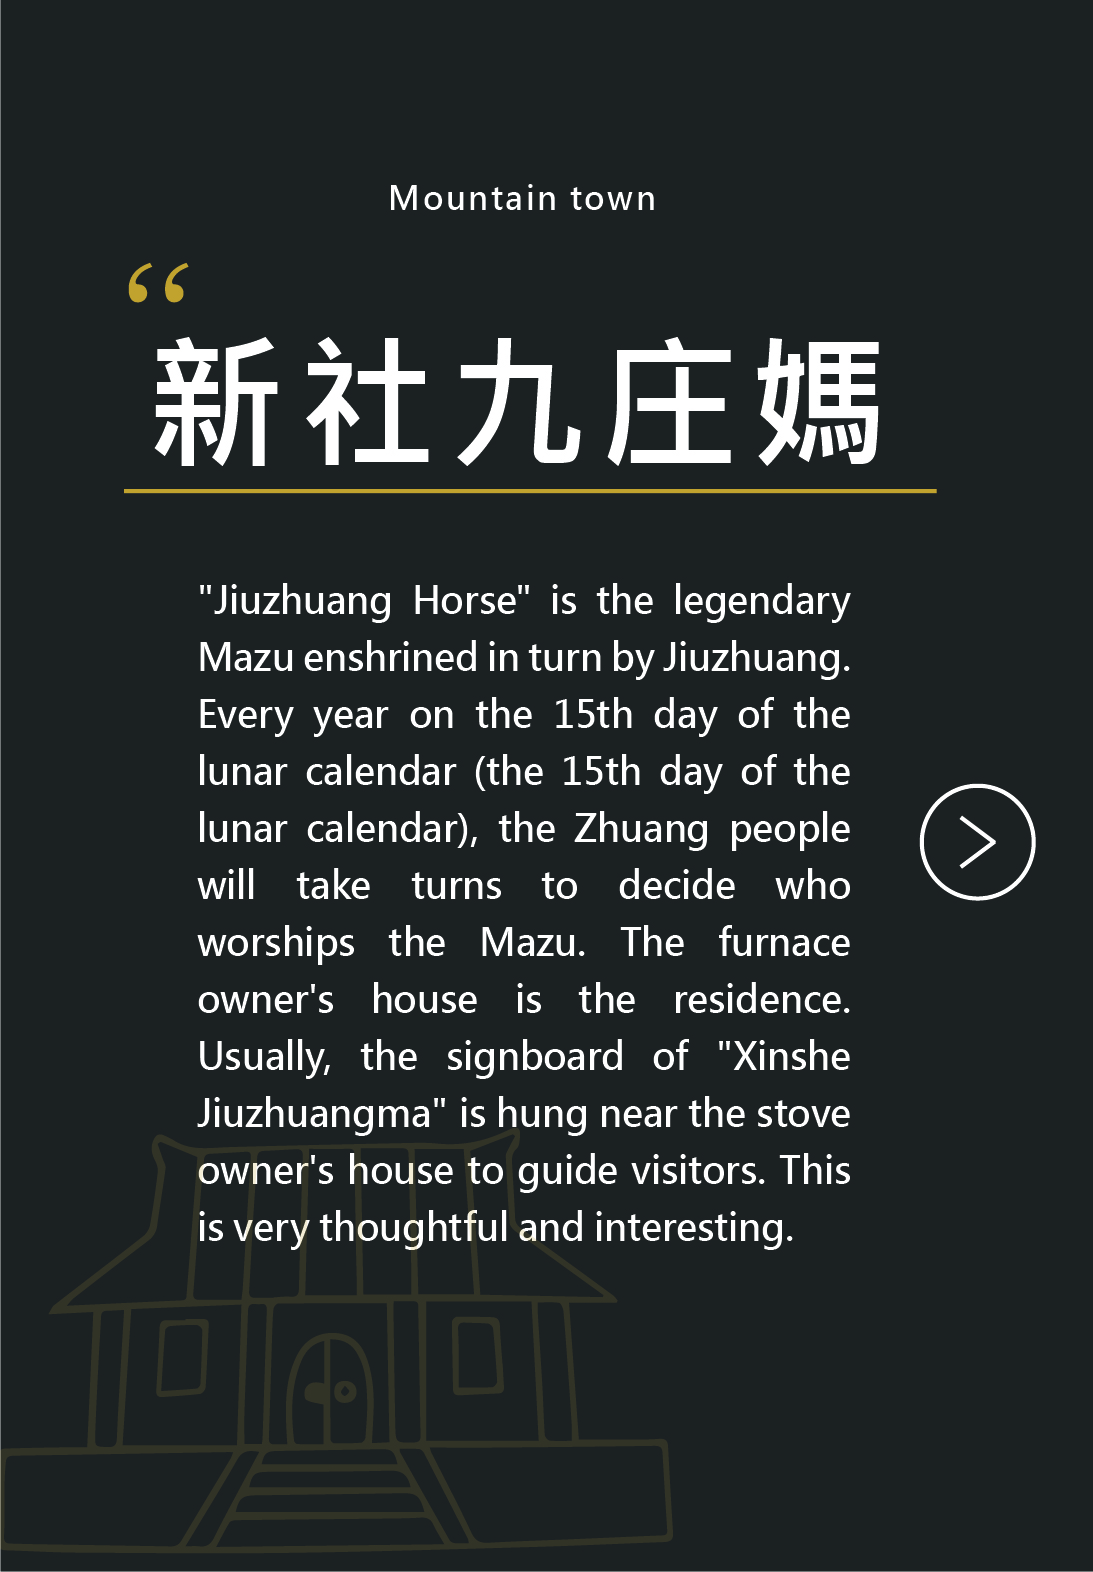 Mountain town
“
新社九庄媽
"Jiuzhuang Horse" is the legendary
Mazu enshrined in turn by Jiuzhuang.
Every year on the 15th day of the
lunar calendar (the 15th day of the
lunar calendar), the Zhuang people
will take turns to decide who
worships the Mazu. The furnace
owner's house is the residence.
Usually, the signboard of "Xinshe
Jiuzhuangma" is hung near the stove
owner's house to guide visitors. This
is very thoughtful and interesting.